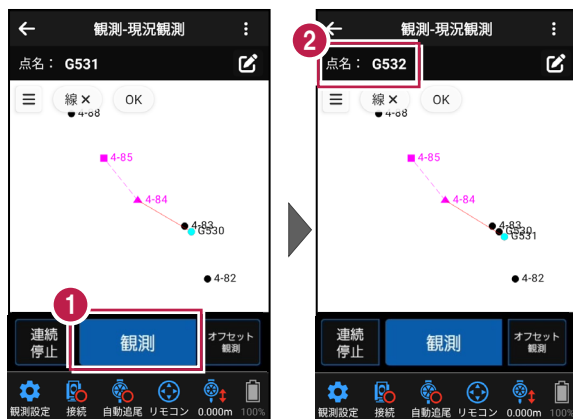 観測-現況観測
点名： G531
線 × OK
4-88
4-85
4-84
4-83
G530
4-82
1
連続
停止
観測
オフセット
観測
観測設定 接続 自動追尾 リモコン 0.000m 100%
2
観測-現況観測
点名： G532
線 × OK
4-88
4-85
4-84
4-83
G530
G531
4-82
連続
停止
観測
オフセット
観測
観測設定 接続 自動追尾 リモコン 0.000m 100%